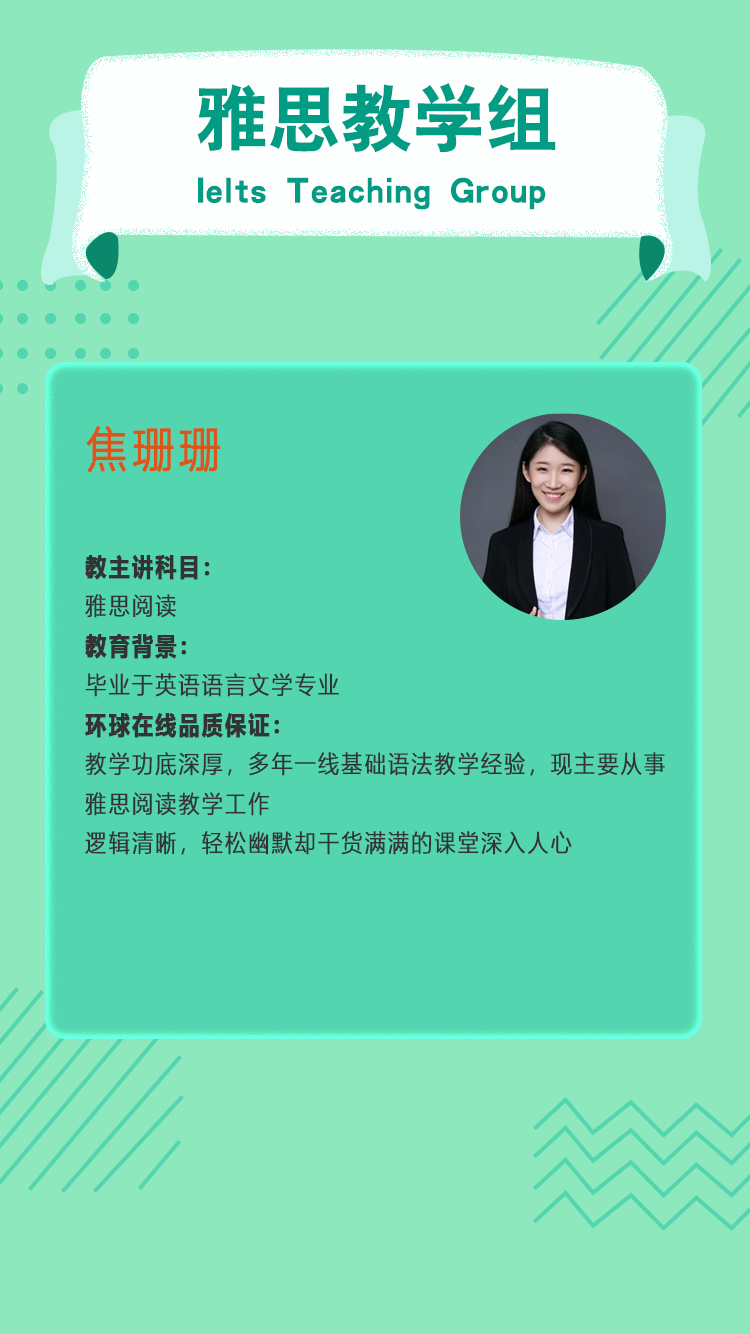 雅思教学组
Ielts Teaching Group
焦珊珊
教主讲科目：
雅思阅读
教育背景：
毕业于英语语言文学专业
环球在线品质保证：
教学功底深厚，多年一线基础语法教学经验，现主要从事
雅思阅读教学工作
逻辑清晰，轻松幽默却干货满满的课堂深入人心